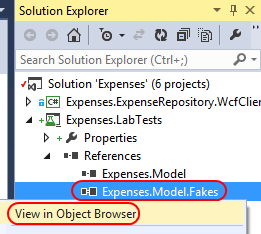 Solution Explorer
Search Solution Explorer (Ctrl+;)
Solution 'Expenses' (6 projects)
C# Expenses.ExpenseRepository.WcfClien
Expenses.LabTests
Properties
References
Expenses.Model
Expenses.Model.Fakes
View in Object Browser